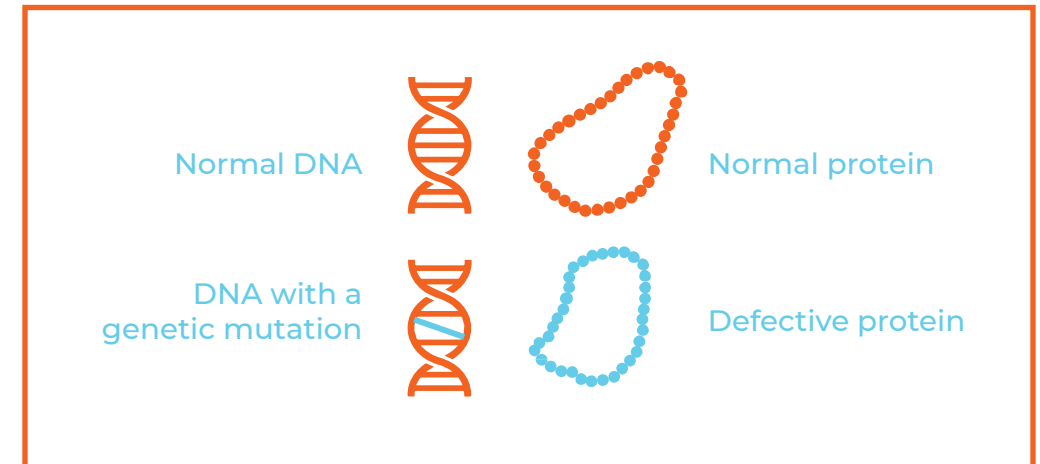 Normal DNA
Normal protein
DNA with a
genetic mutation
Defective protein